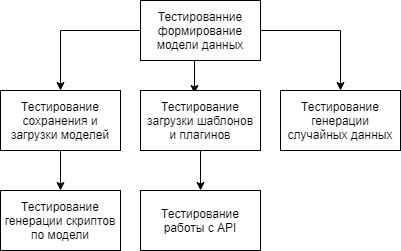 Тестированние
формирование
модели данных
Тестирование
сохранения и
загрузки моделей
Тестирование
загрузки шаблонов
и плагинов
Тестирование
генерации
случайных данных
Тестирование
генерации скриптов
по модели
Тестирование
работы с API